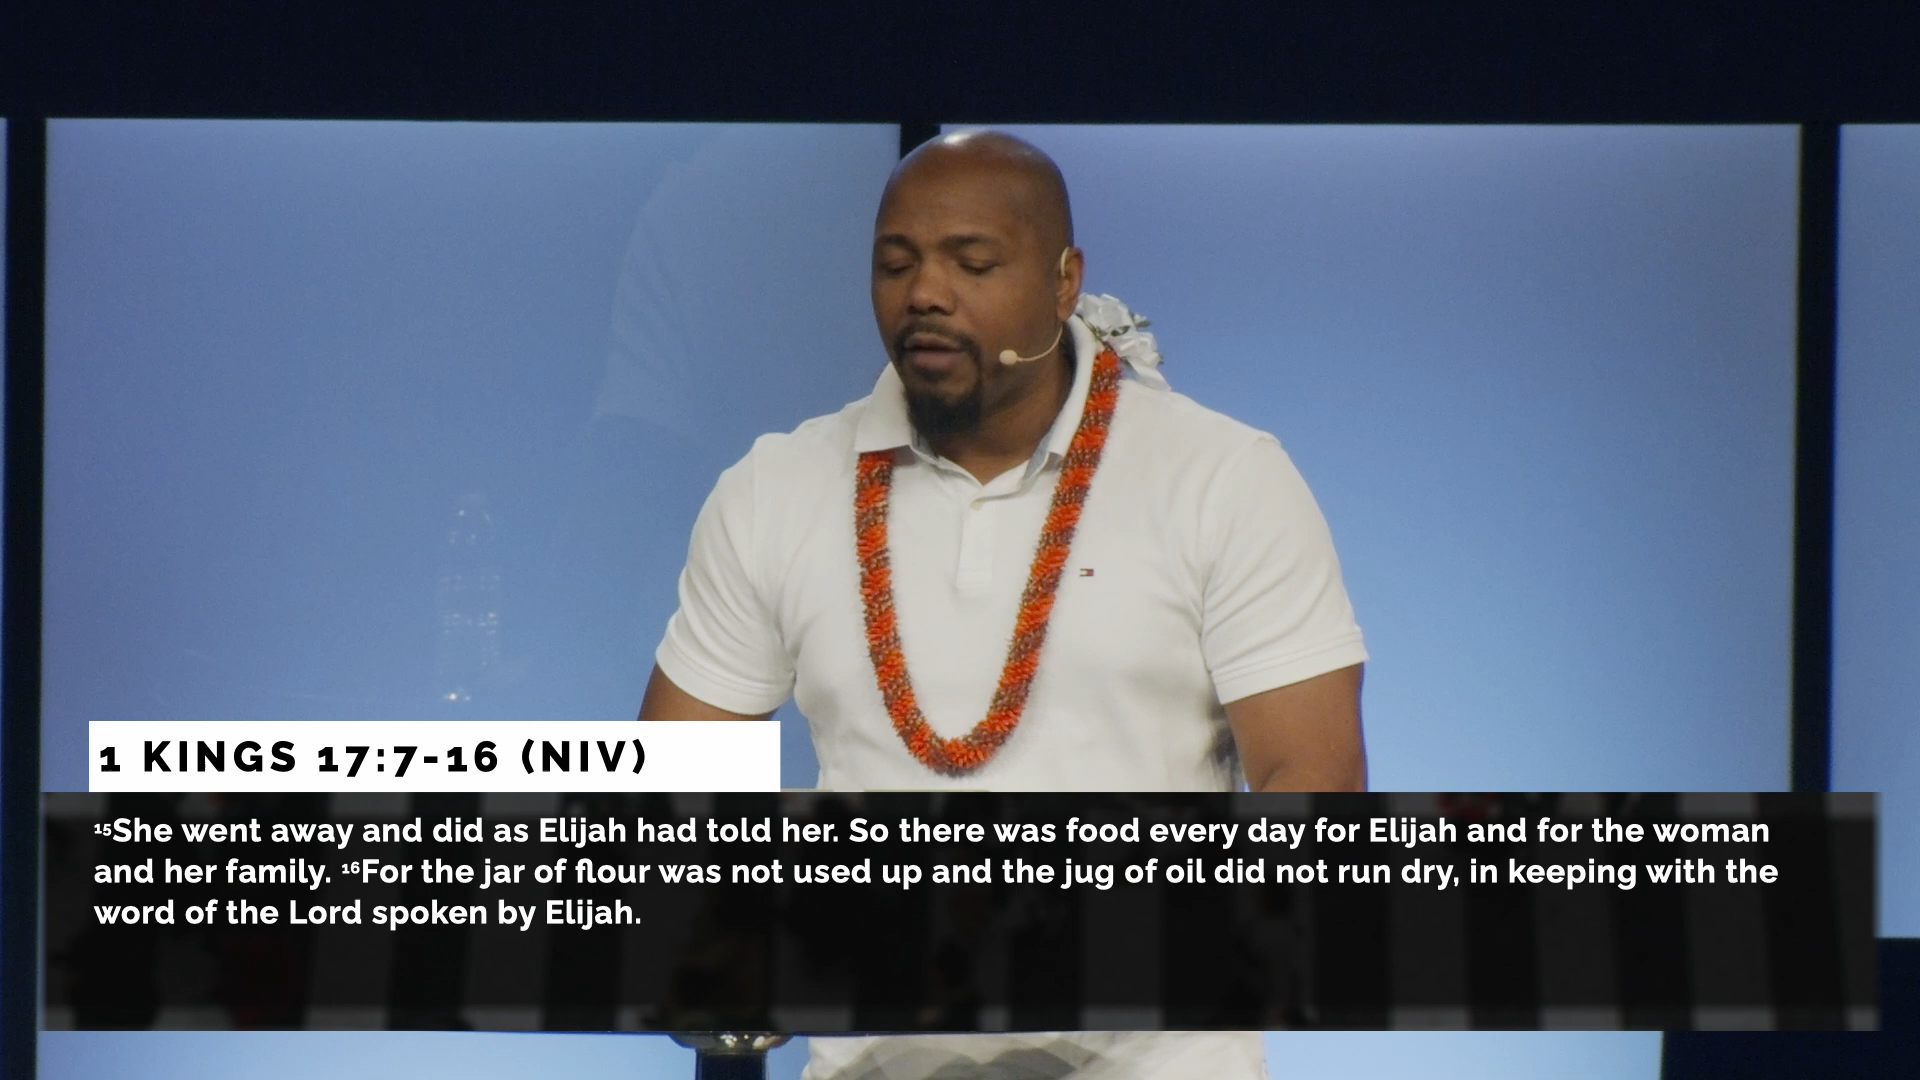 1 KINGS 17:7-16 (NIV)
¹⁵She went away and did as Elijah had told her. So there was food every day for Elijah and for the woman
and her family. ¹⁶For the jar of flour was not used up and the jug of oil did not run dry, in keeping with the
word of the Lord spoken by Elijah.